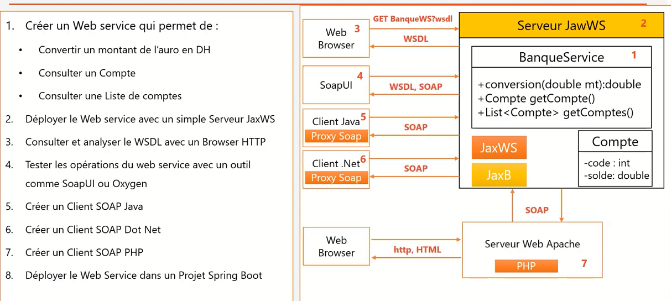 1. Créer un Web service qui permet de :
• Convertir un montant de l'auro en DH
• Consulter un Compte
• Consulter une Liste de comptes
2. Déployer le Web service avec un simple Serveur JaxWS
3. Consulter et analyser le WSDL avec un Browser HTTP
4. Tester les opérations du web service avec un outil
comme SoapUI ou Oxygen
5. Créer un Client SOAP Java
6. Créer un Client SOAP Dot Net
7. Créer un Client SOAP PHP
8. Déployer le Web Service dans un Projet Spring Boot
Web
Browser
3
GET BanqueWS?wsdl
WSDL
SoapUI
4
WSDL, SOAP
Client Java
5
Proxy Soap
SOAP
Client .Net
6
Proxy Soap
SOAP
Serveur JawWS
2
BanqueService
1
+conversion(double mt):double
+Compte getCompte()
+List<Compte> getComptes()
JaxWS
JaxB
Compte
-code : int
-solde: double
SOAP
Web
Browser
http, HTML
Serveur Web Apache
PHP
7